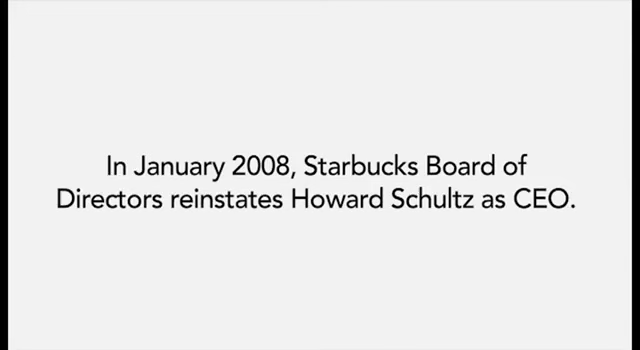 In January 2008, Starbucks Board of
Directors reinstates Howard Schultz as CEO.